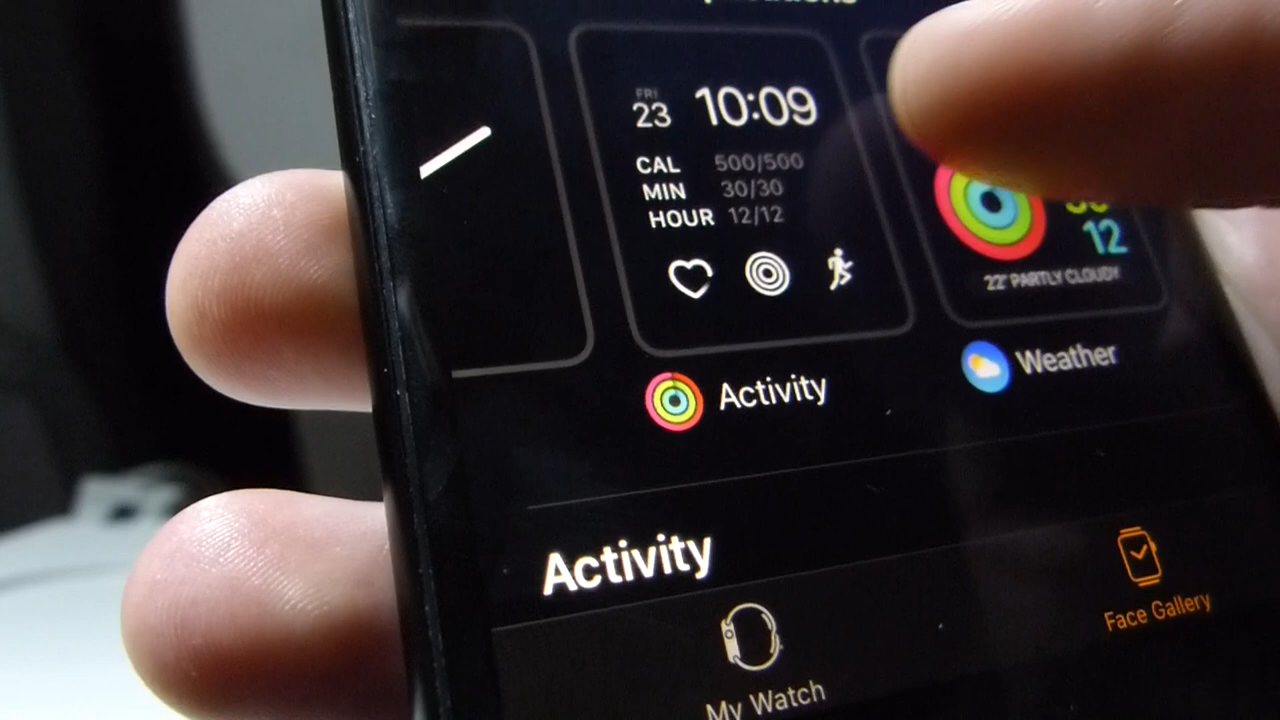 FRI
23 10:09
CAL 500/500
MIN 30/30
HOUR 12/12
12
22° PARTLY CLOUDY
Activity
Weather
Activity
My Watch
Face Gallery